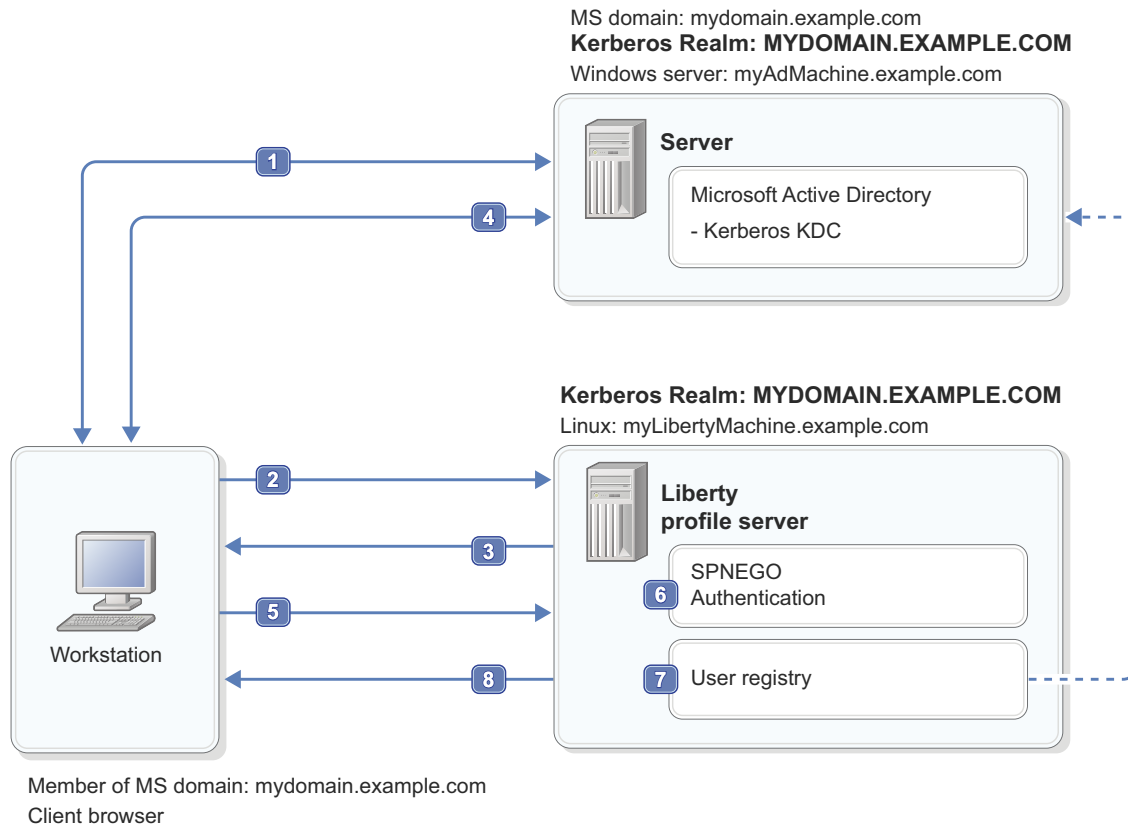 MS domain: mydomain.example.com
Kerberos Realm: MYDOMAIN.EXAMPLE.COM
Windows server: myAdMachine.example.com
Server
1
Microsoft Active Directory
4
- Kerberos KDC
Kerberos Realm: MYDOMAIN.EXAMPLE.COM
Linux: myLibertyMachine.example.com
2
Liberty
profile server
3
SPNEGO
6
Authentication
5
Workstation
8
7
User registry
Member of MS domain: mydomain.example.com
Client browser